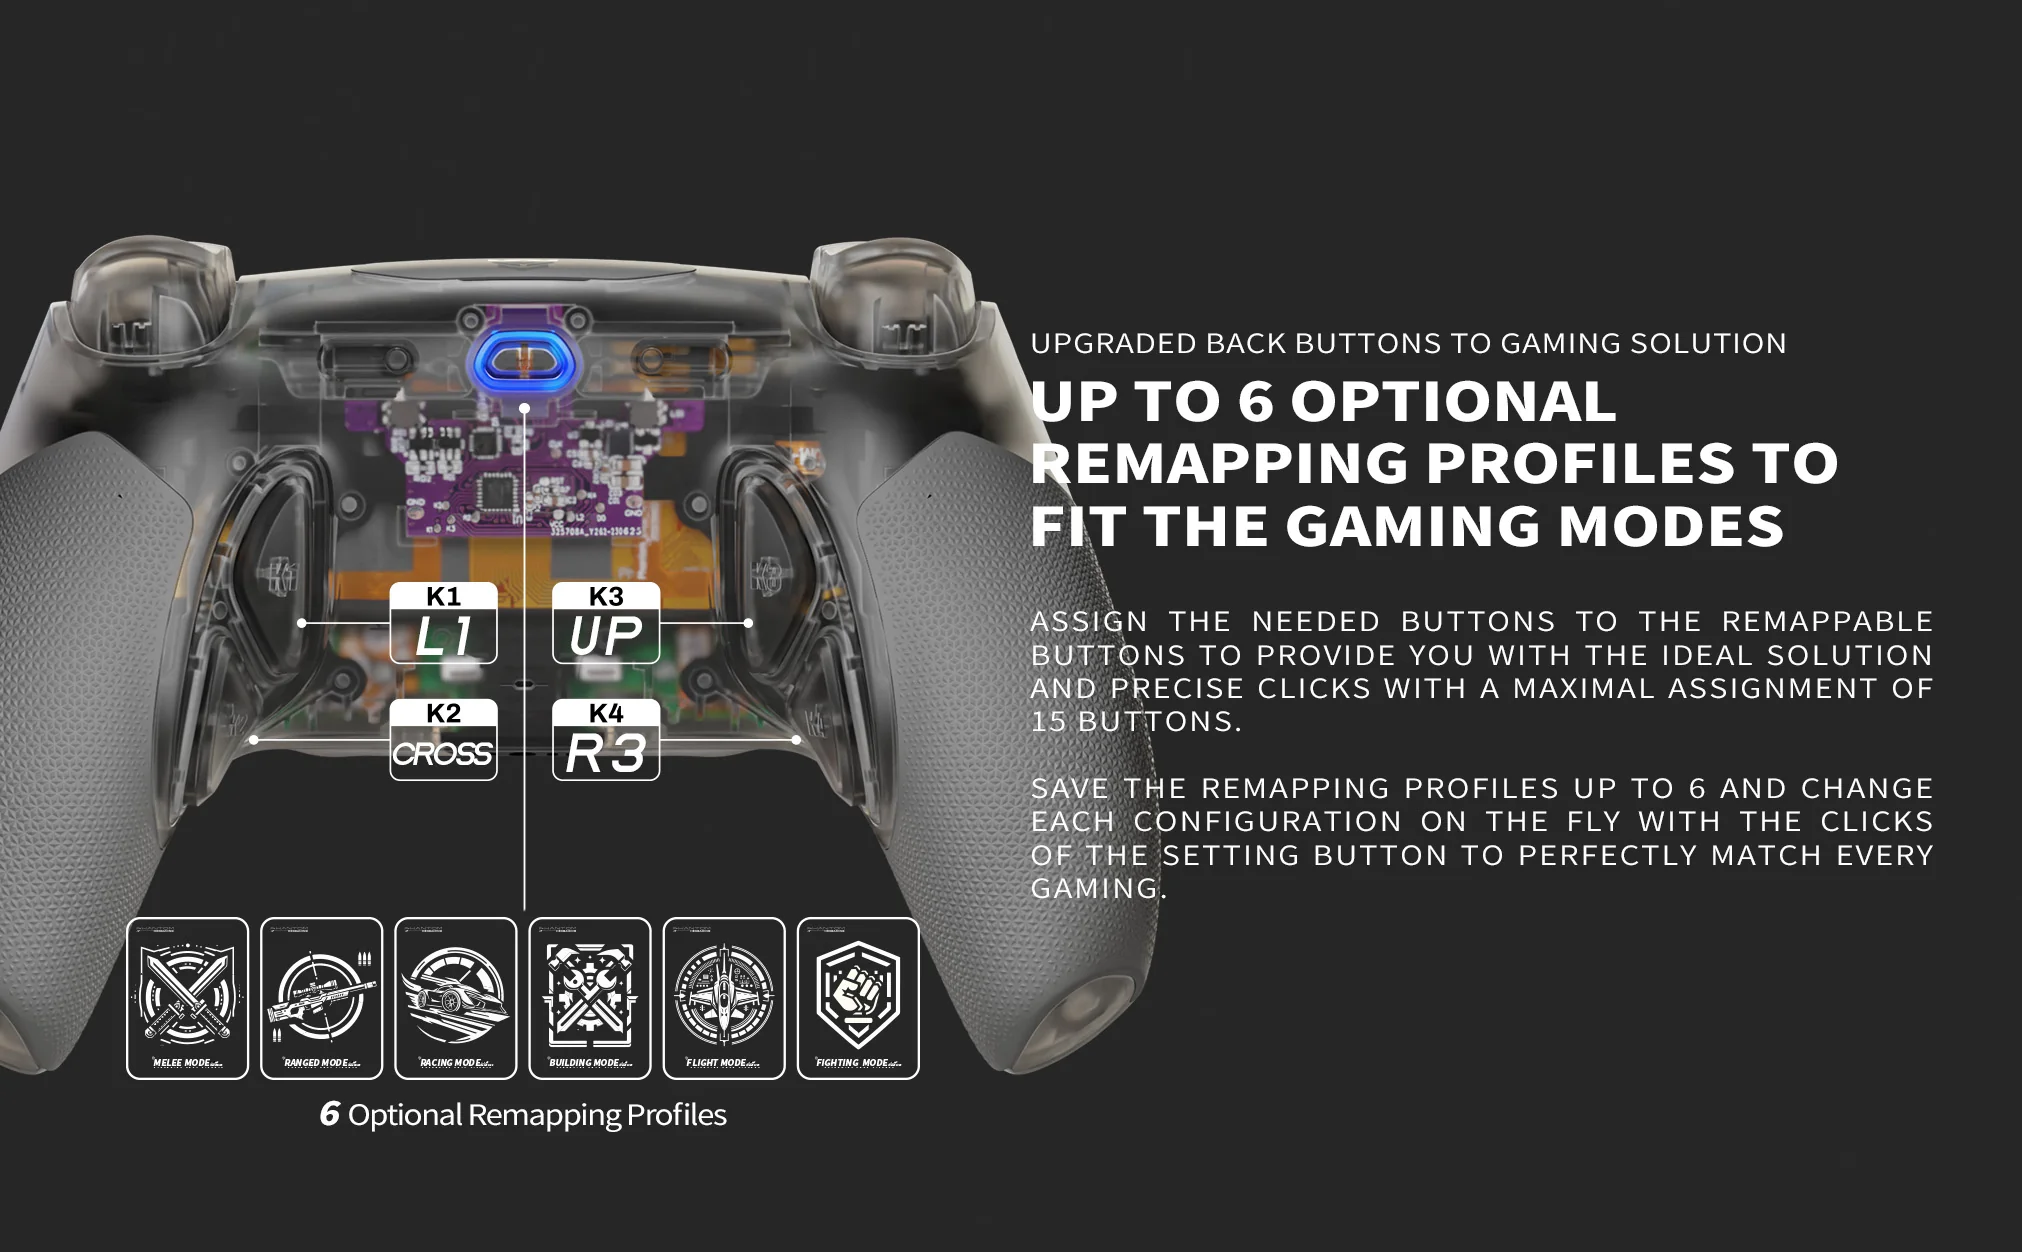 UPGRADED BACK BUTTONS TO GAMING SOLUTION
UP TO 6 OPTIONAL
REMAPPING PROFILES TO
FIT THE GAMING MODES
ASSIGN THE NEEDED BUTTONS TO THE REMAPPABLE
BUTTONS TO PROVIDE YOU WITH THE IDEAL SOLUTION
AND PRECISE CLICKS WITH A MAXIMAL ASSIGNMENT OF
15 BUTTONS.
SAVE THE REMAPPING PROFILES UP TO 6 AND CHANGE
EACH CONFIGURATION ON THE FLY WITH THE CLICKS
OF THE SETTING BUTTON TO PERFECTLY MATCH EVERY
GAMING.
K1
L1
K3
UP
K2
CROSS
K4
R3
MELEE MODE
RANGED MODE
RACING MODE
BUILDING MODE
FLIGHT MODE
FIGHTING MODE
6 Optional Remapping Profiles